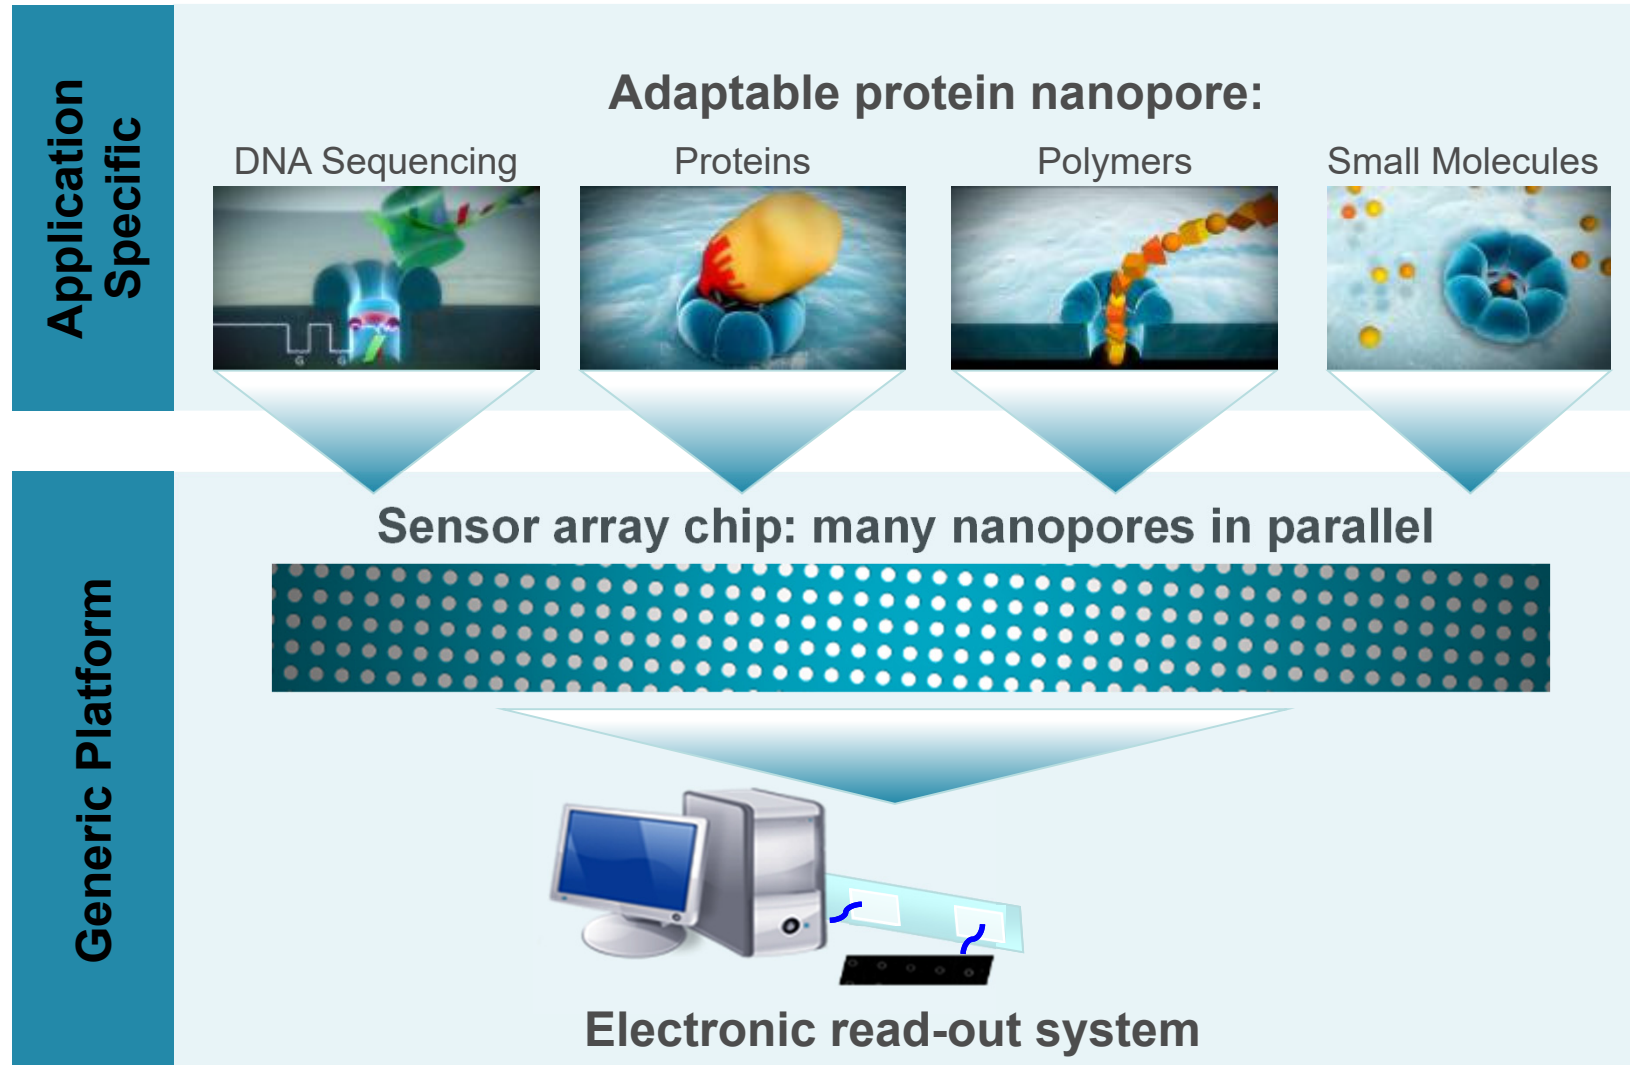 Application
Specific
Adaptable protein nanopore:
DNA Sequencing
Proteins
Polymers
Small Molecules
G
G
Generic Platform
Sensor array chip: many nanopores in parallel
Electronic read-out system